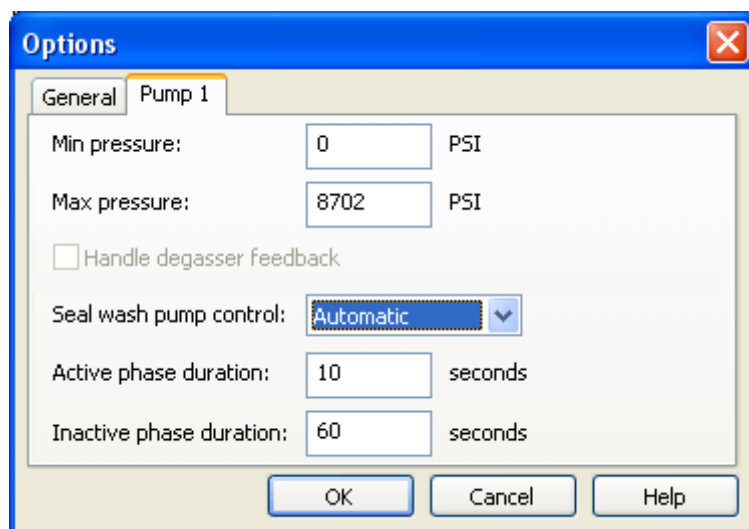 Options
General Pump 1
Min pressure: 0 PSI
Max pressure: 8702 PSI
Handle degasser feedback
Seal wash pump control: Automatic
Active phase duration: 10 seconds
Inactive phase duration: 60 seconds
OK Cancel Help